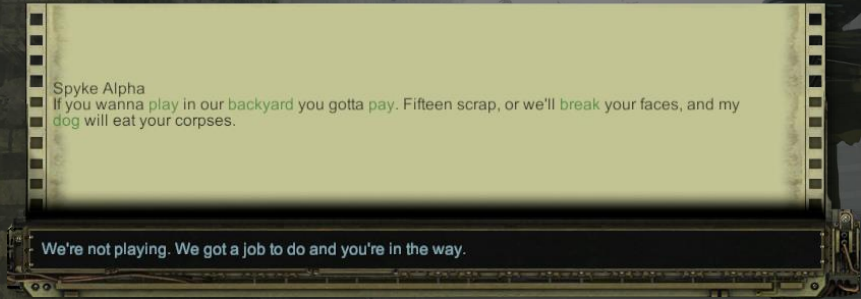 Spyke Alpha
If you wanna play in our backyard you gotta pay. Fifteen scrap, or we'll break your faces, and my
dog will eat your corpses.
We're not playing. We got a job to do and you're in the way.